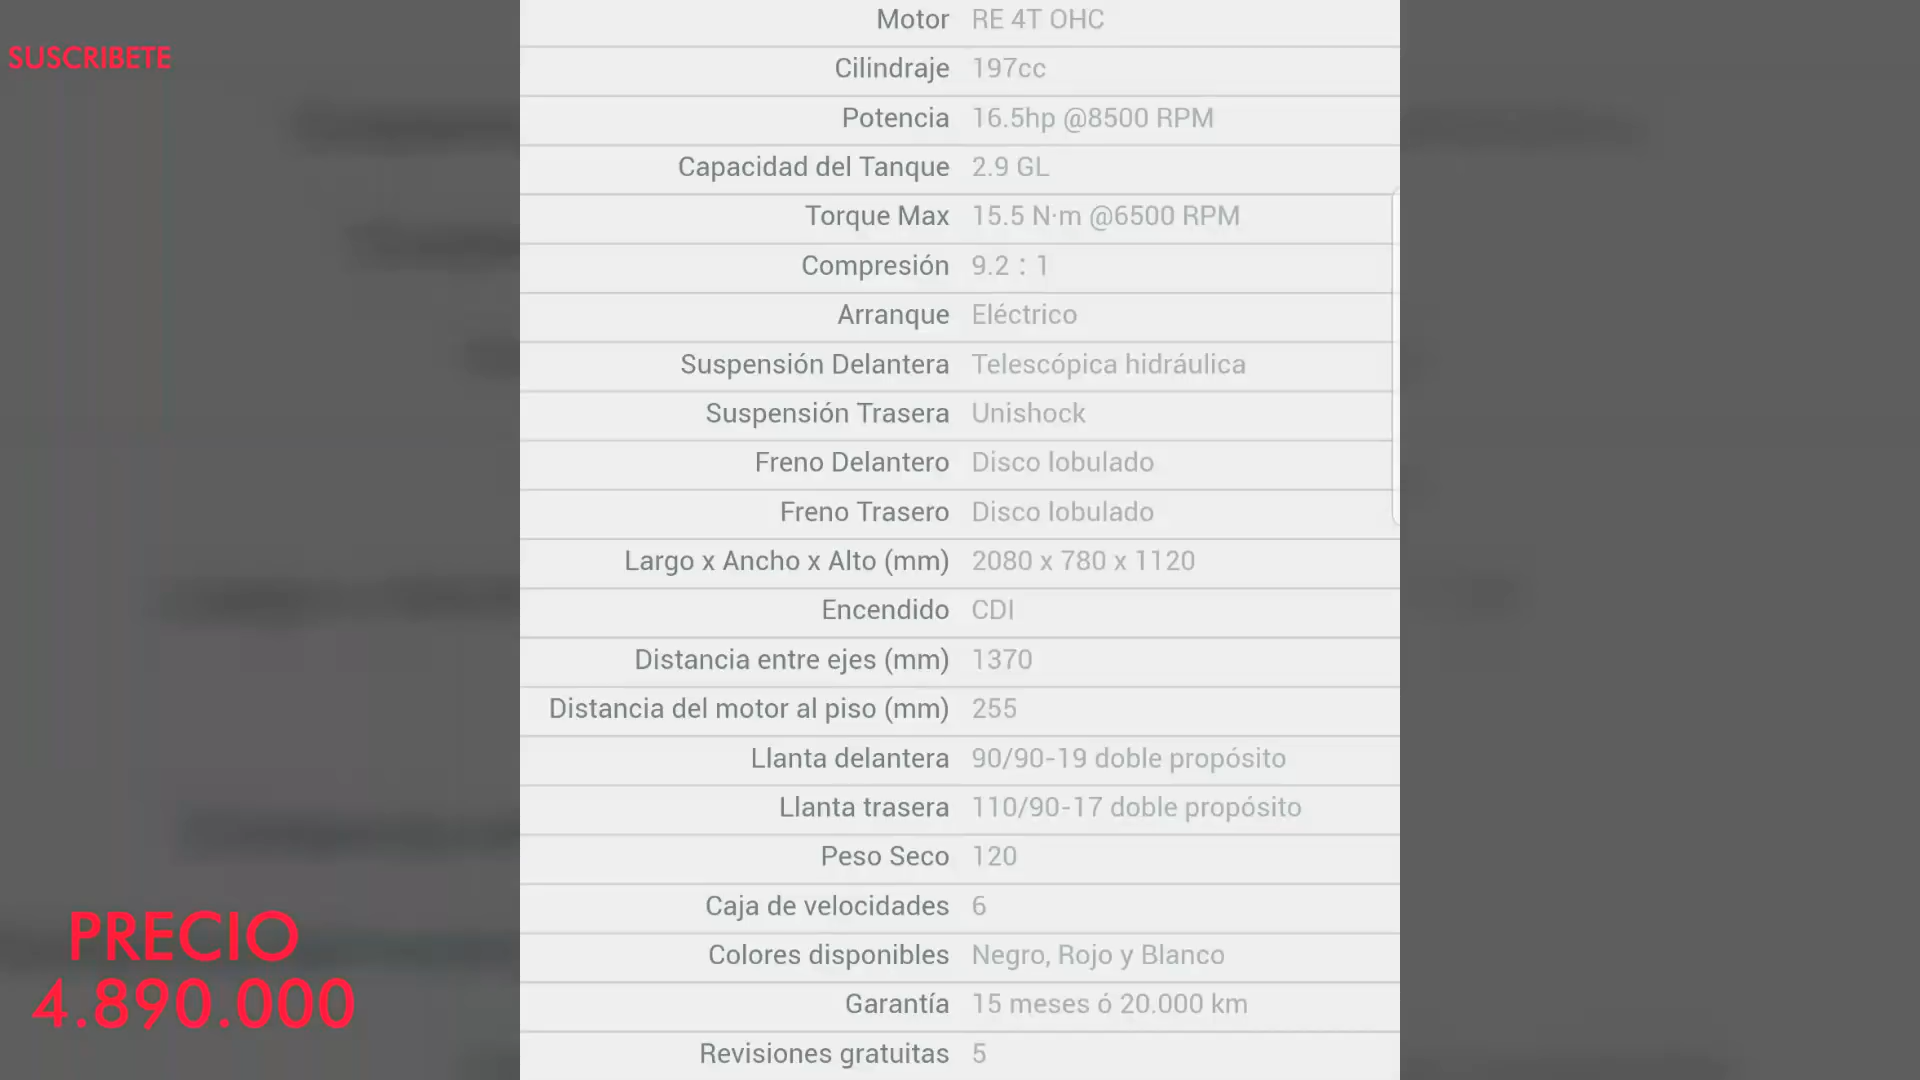 SUSCRIBETE
Motor RE 4T OHC
Cilindraje 197cc
Potencia 16.5hp @8500 RPM
Capacidad del Tanque 2.9 GL
Torque Max 15.5 N·m @6500 RPM
Compresión 9.2 : 1
Arranque Eléctrico
Suspensión Delantera Telescópica hidráulica
Suspensión Trasera Unishock
Freno Delantero Disco lobulado
Freno Trasero Disco lobulado
Largo x Ancho x Alto (mm) 2080 x 780 x 1120
Encendido CDI
Distancia entre ejes (mm) 1370
Distancia del motor al piso (mm) 255
Llanta delantera 90/90-19 doble propósito
Llanta trasera 110/90-17 doble propósito
Peso Seco 120
Caja de velocidades 6
Colores disponibles Negro, Rojo y Blanco
Garantía 15 meses ó 20.000 km
Revisiones gratuitas 5
PRECIO
4.890.000